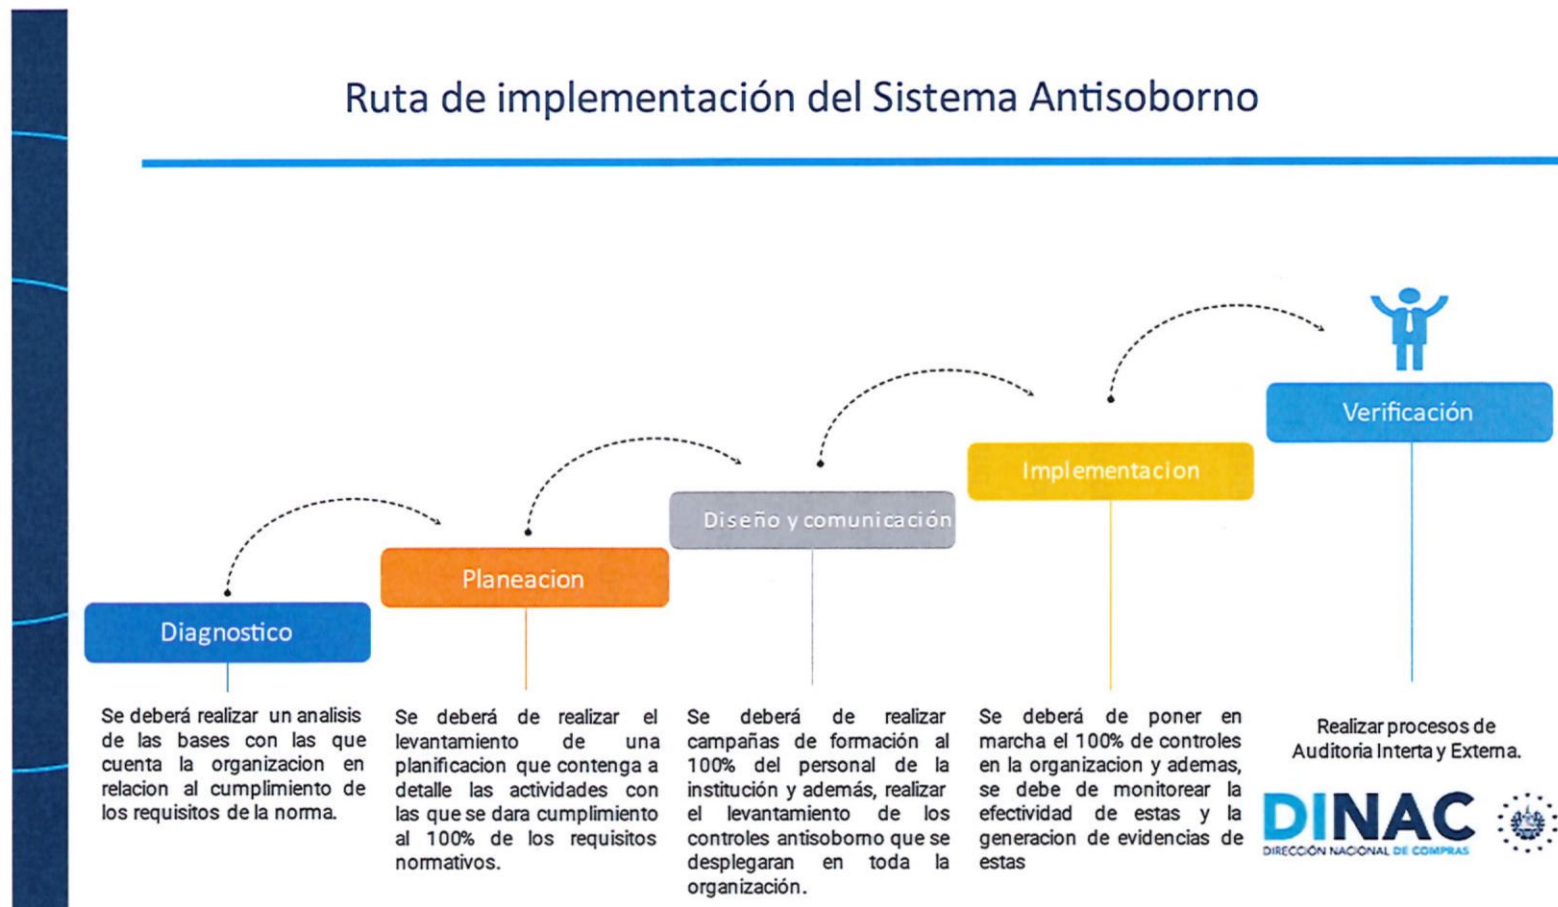 Ruta de implementación del Sistema Antisoborno
Diagnostico
Se deberá realizar un analisis
de las bases con las que
cuenta la organizacion en
relacion al cumplimiento de
los requisitos de la norma.
Planeacion
Se deberá de realizar el
levantamiento de una
planificacion que contenga a
detalle las actividades con
las que se dara cumplimiento
al 100% de los requisitos
normativos.
Diseño y comunicación
Se deberá de realizar
campañas de formación al
100% del personal de la
institución y además, realizar
el levantamiento de los
controles antisoborno que se
desplegaran en toda la
organización.
Implementacion
Se deberá de poner en
marcha el 100% de controles
en la organizacion y ademas,
se debe de monitorear la
efectividad de estas y la
generacion de evidencias de
estas
Verificación
Realizar procesos de
Auditoria Interta y Externa.
DINAC
DIRECCIÓN NACIONAL DE COMPRAS